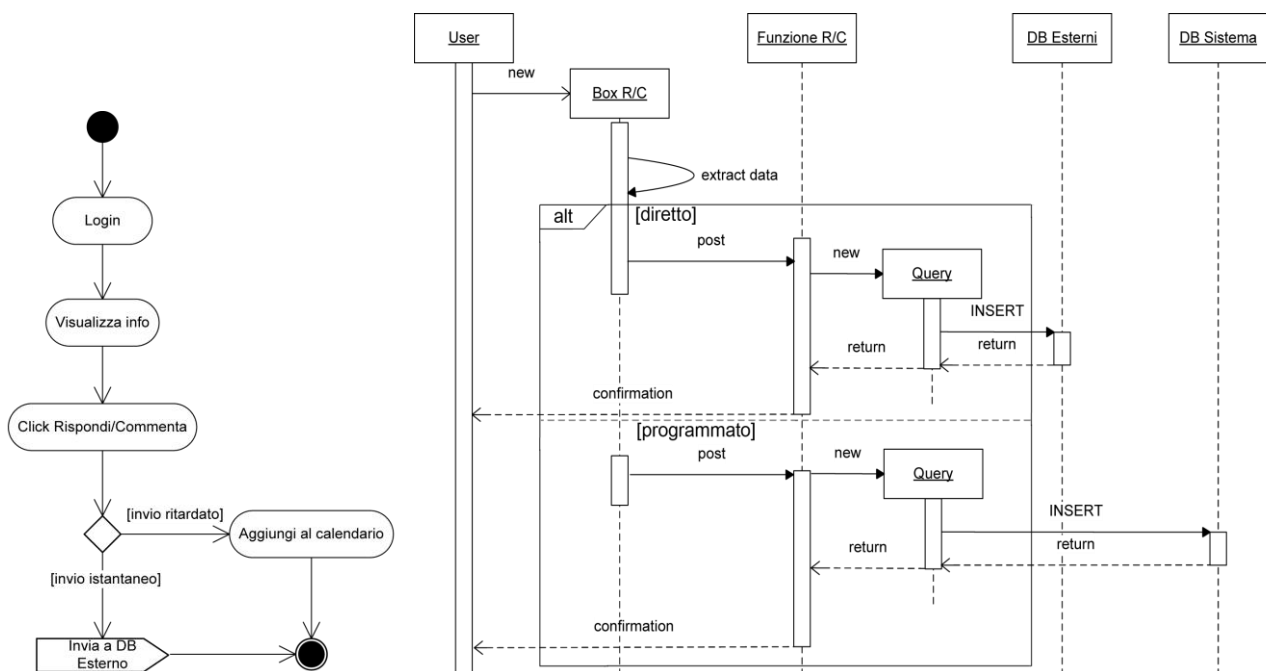 Login
Visualizza info
Click Rispondi/Commenta
[invio ritardato]
Aggiungi al calendario
[invio istantaneo]
Invia a DB
Esterno
User
Funzione R/C
DB Esterni
DB Sistema
new
Box R/C
extract data
alt
[diretto]
post
new
Query
INSERT
return
return
confirmation
[programmato]
post
new
Query
INSERT
return
return
confirmation